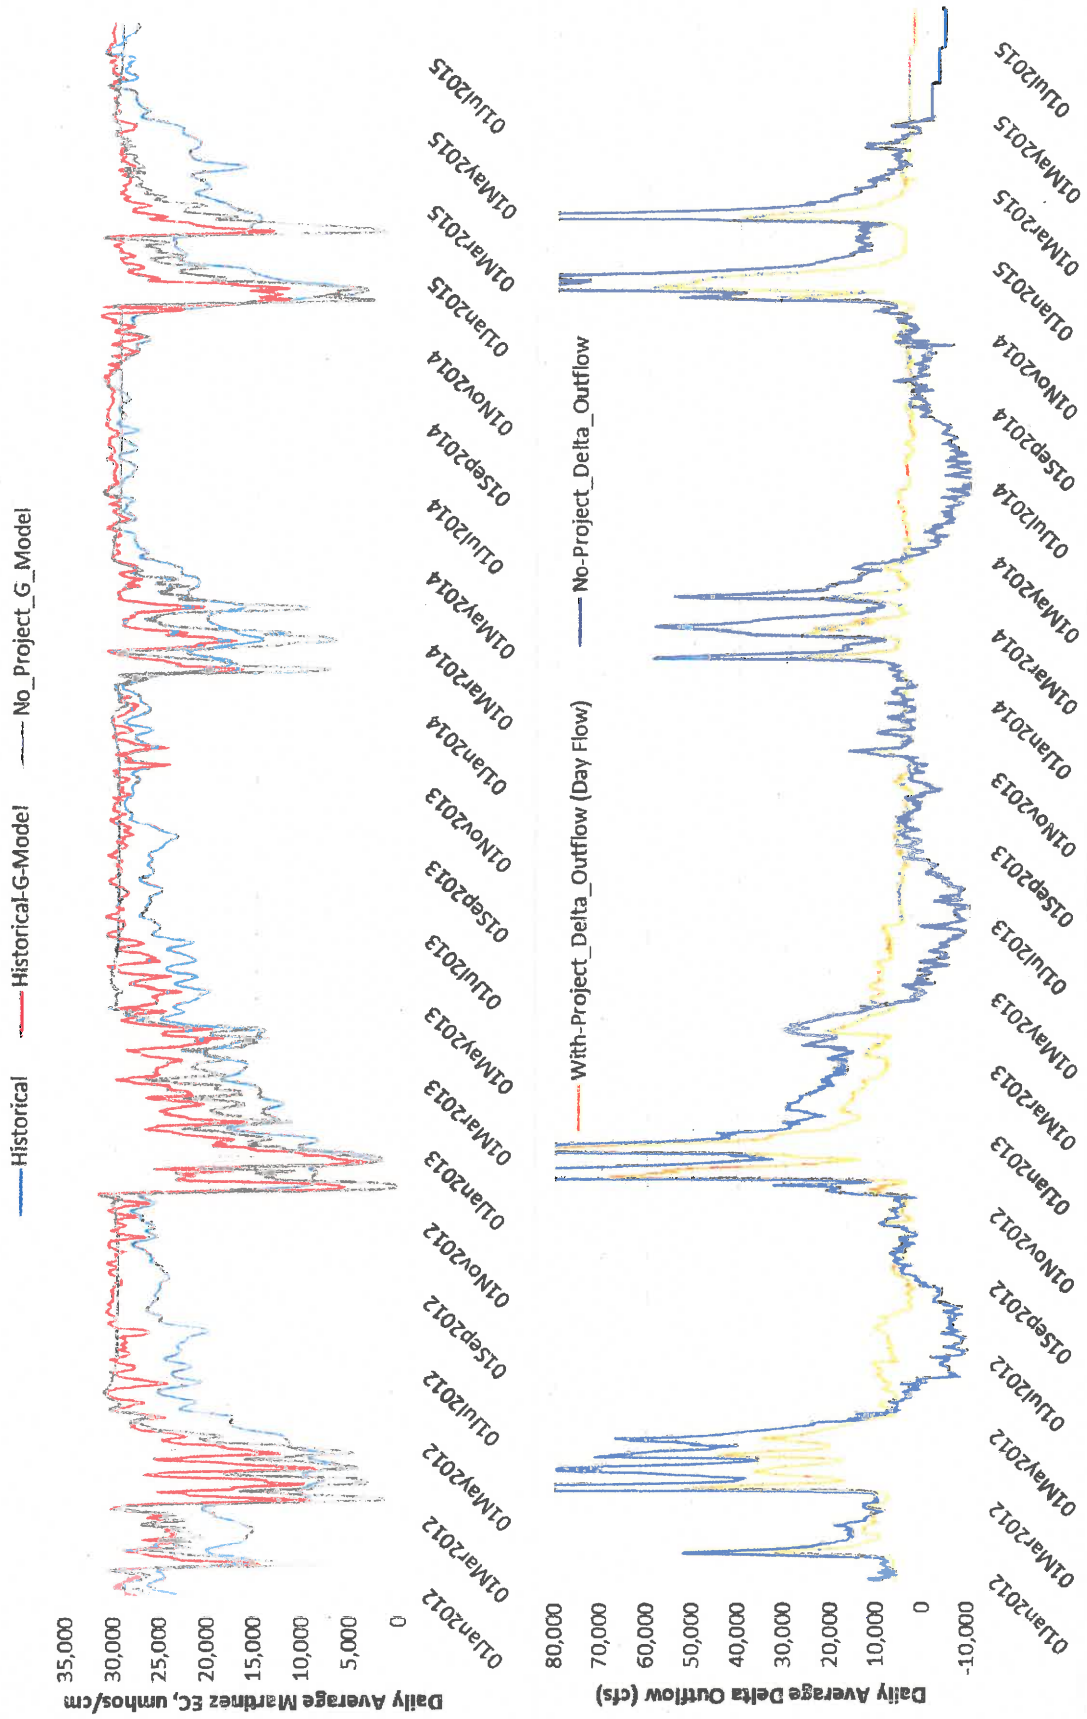 Historical
Historical-G-Model
No_Project_G_Model
Daily Average Martinez EC, umhos/cm
35,000
30,000
25,000
20,000
15,000
10,000
5,000
0
01Jan2012
01Mar2012
01May2012
01Jul2012
01Sep2012
01Nov2012
01Jan2013
01Mar2013
01May2013
01Jul2013
01Sep2013
01Nov2013
01Jan2014
01Mar2014
01May2014
01Jul2014
01Sep2014
01Nov2014
01Jan2015
01Mar2015
01May2015
01Jul2015
With-Project_Delta_Outflow (Day Flow)
No-Project_Delta_Outflow
Daily Average Delta Outflow (cfs)
80,000
70,000
60,000
50,000
40,000
30,000
20,000
10,000
0
-10,000
01Jan2012
01Mar2012
01May2012
01Jul2012
01Sep2012
01Nov2012
01Jan2013
01Mar2013
01May2013
01Jul2013
01Sep2013
01Nov2013
01Jan2014
01Mar2014
01May2014
01Jul2014
01Sep2014
01Nov2014
01Jan2015
01Mar2015
01May2015
01Jul2015